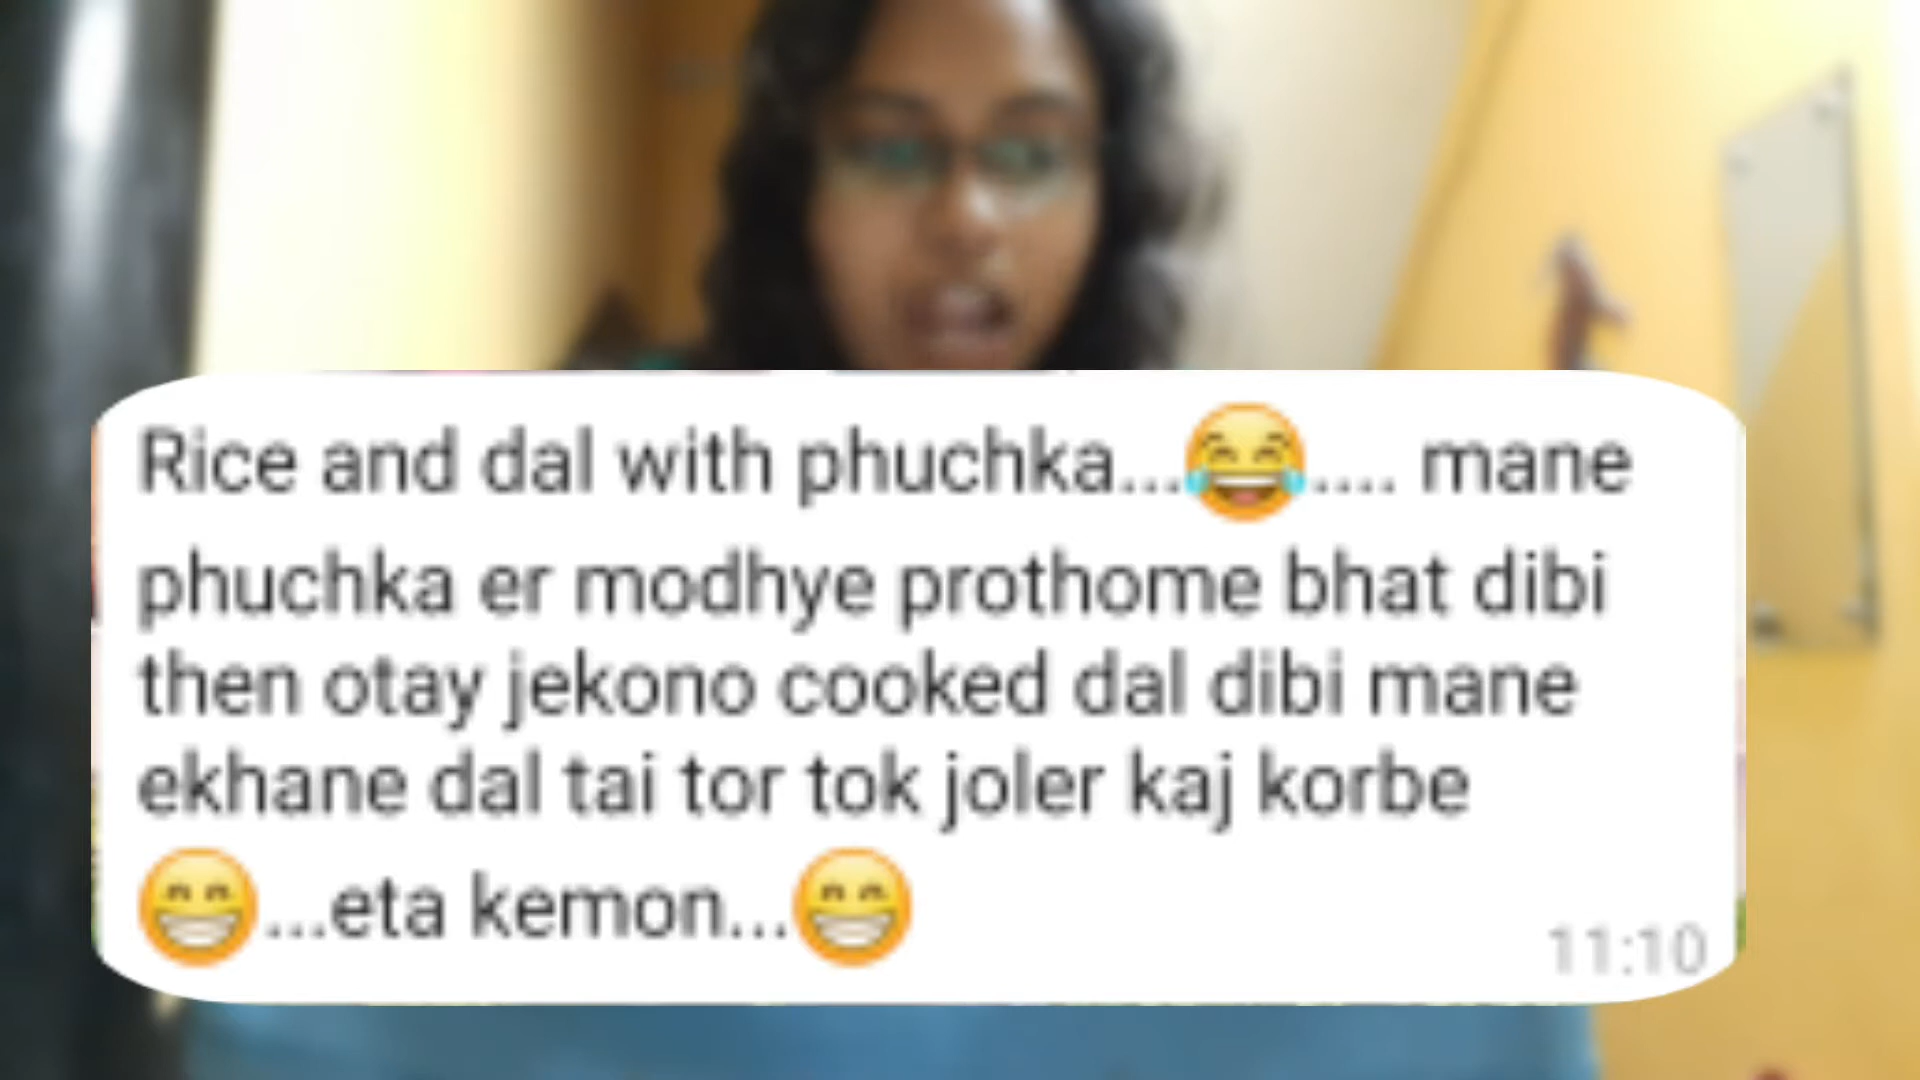 Rice and dal with phuchka...😂.... mane
phuchka er modhye prothome bhat dibi
then otay jekono cooked dal dibi mane
ekhane dal tai tor tok joler kaj korbe
😁...eta kemon...😁
11:10